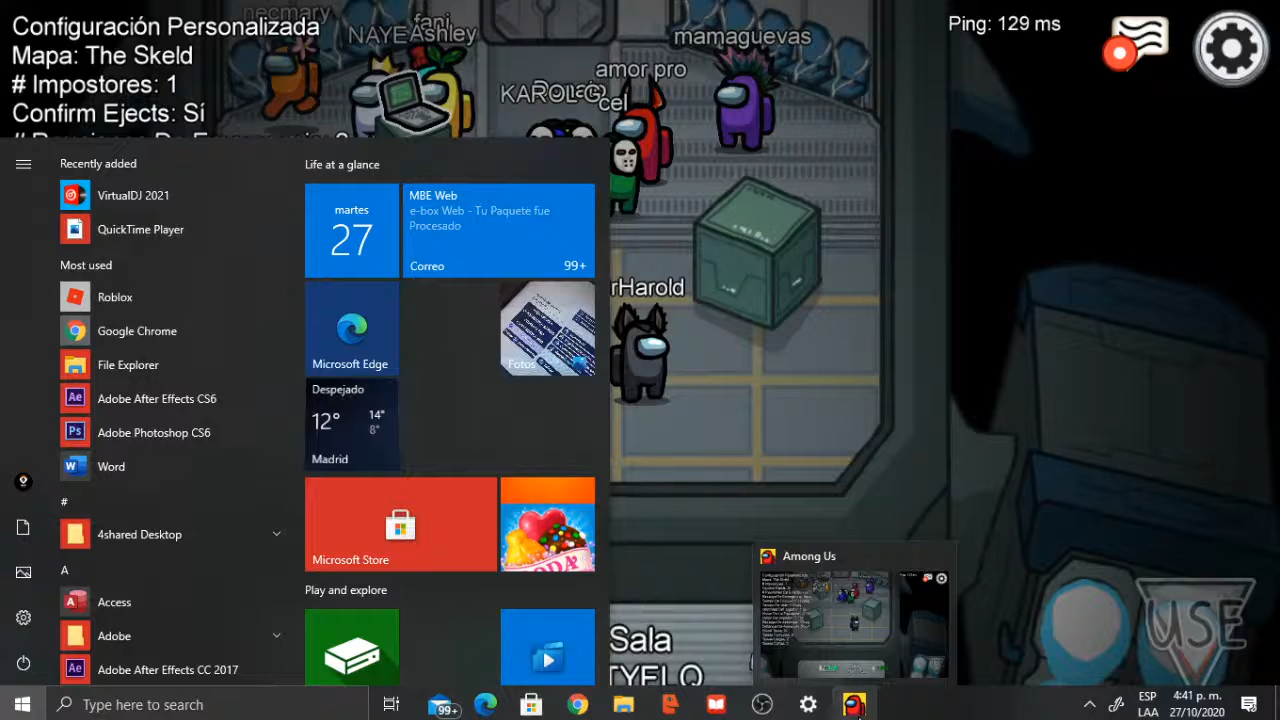 Configuración Personalizada
Mapa: The Skeld
# Impostores: 1
Confirm Ejects: Sí
necmary
NAYE
fani
Ashley
KAROL
amor pro
cel
mamaguevas
Ping: 129 ms
rHarold
Sala
TYELQ
Recently added
VirtualDJ 2021
QuickTime Player
Most used
Roblox
Google Chrome
File Explorer
Adobe After Effects CS6
Adobe Photoshop CS6
Word
#
4shared Desktop
A
Access
Adobe
Adobe After Effects CC 2017
Life at a glance
martes
27
MBE Web
e-box Web - Tu Paquete fue
Procesado
Correo 99+
Microsoft Edge
Fotos
Despejado
12° 14°
8°
Madrid
Microsoft Store
SODA
Play and explore
Among Us
Type here to search
99+
ESP
LAA
4:41 p. m.
27/10/2020